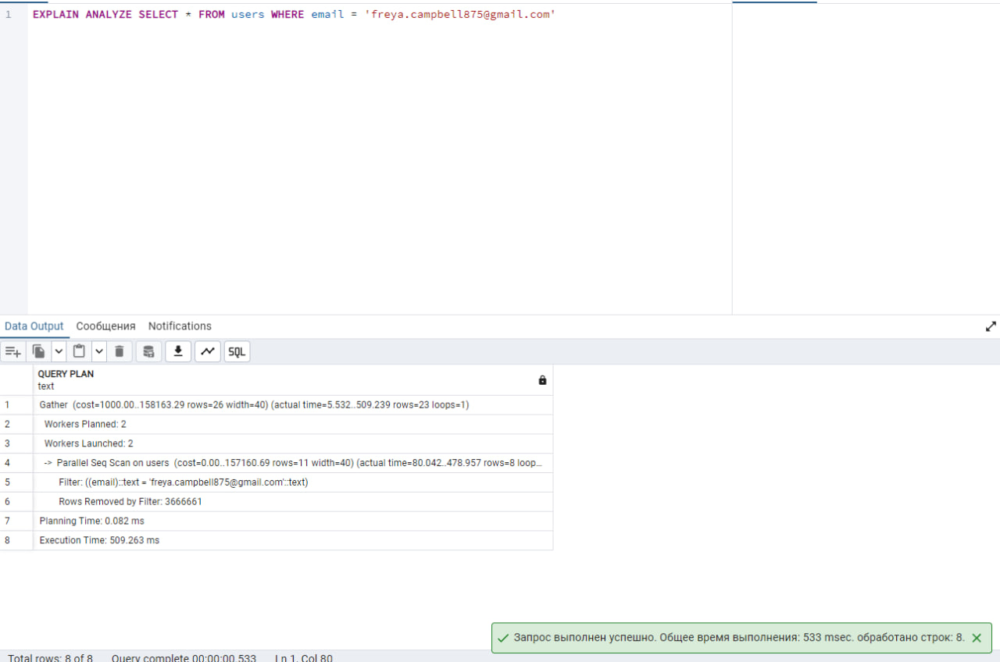 1 EXPLAIN ANALYZE SELECT * FROM users WHERE email = 'freya.campbell875@gmail.com'
Data Output Сообщения Notifications
SQL
QUERY PLAN
text
1 Gather (cost=1000.00..158163.29 rows=26 width=40) (actual time=5.532..509.239 rows=23 loops=1)
2 Workers Planned: 2
3 Workers Launched: 2
4 -> Parallel Seq Scan on users (cost=0.00..157160.69 rows=11 width=40) (actual time=80.042..478.957 rows=8 loop...
5 Filter: ((email)::text = 'freya.campbell875@gmail.com'::text)
6 Rows Removed by Filter: 3666661
7 Planning Time: 0.082 ms
8 Execution Time: 509.263 ms
Запрос выполнен успешно. Общее время выполнения: 533 msec. обработано строк: 8.
Total rows: 8 of 8 Query complete 00:00:00.533 Ln 1, Col 80